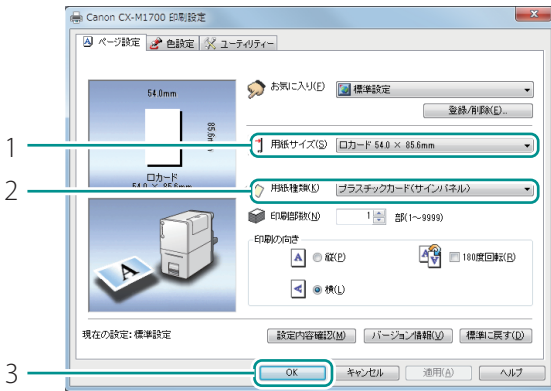 Canon CX-M1700 印刷設定
ページ設定 色設定 ユーティリティー
54.0mm
85.6mm
ロカード
54.0 × 85.6mm
お気に入り(F) 標準設定
登録/削除(E)...
1 用紙サイズ(S) ロカード 54.0 × 85.6mm
2 用紙種類(K) プラスチックカード(サインパネル)
印刷部数(N) 1 部(1~9999)
印刷の向き
A 縦(P) 180度回転(R)
A 横(L)
現在の設定:標準設定 設定内容確認(M) バージョン情報(V) 標準に戻す(D)
3 OK キャンセル 適用(A) ヘルプ